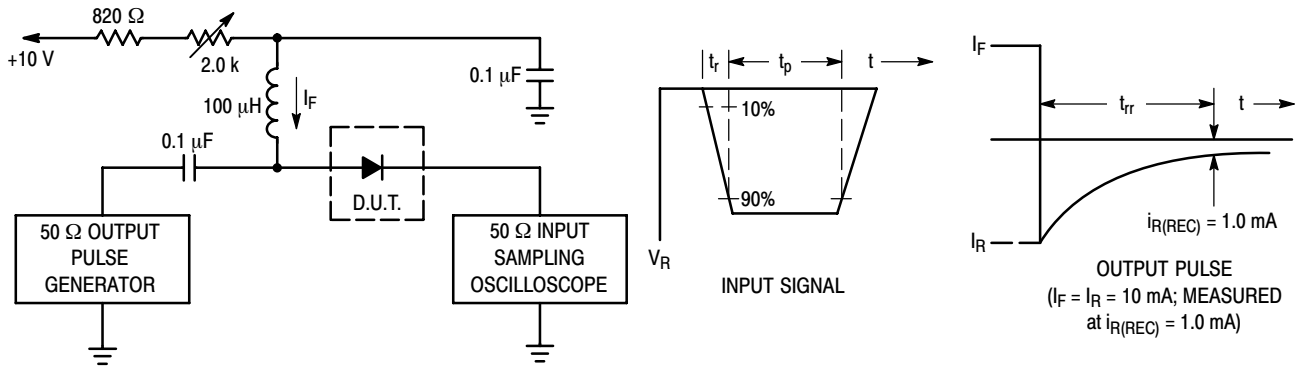 820 Ω
+10 V
2.0 k
100 μH
I_F
0.1 μF
0.1 μF
D.U.T.
50 Ω OUTPUT
PULSE
GENERATOR
50 Ω INPUT
SAMPLING
OSCILLOSCOPE
t_r
t_p
t
10%
90%
V_R
INPUT SIGNAL
I_F
t_rr
t
I_R
i_R(REC) = 1.0 mA
OUTPUT PULSE
(I_F = I_R = 10 mA; MEASURED
at i_R(REC) = 1.0 mA)